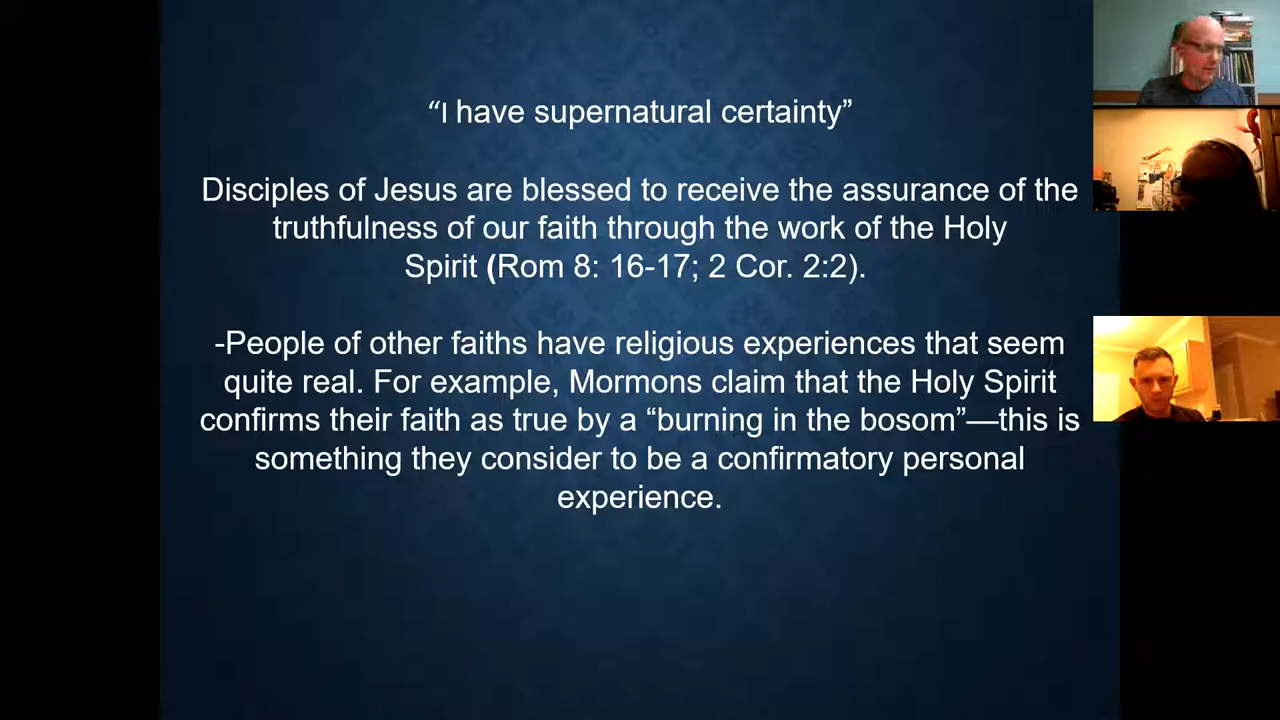 “I have supernatural certainty”
Disciples of Jesus are blessed to receive the assurance of the
truthfulness of our faith through the work of the Holy
Spirit (Rom 8: 16-17; 2 Cor. 2:2).
-People of other faiths have religious experiences that seem
quite real. For example, Mormons claim that the Holy Spirit
confirms their faith as true by a “burning in the bosom”—this is
something they consider to be a confirmatory personal
experience.